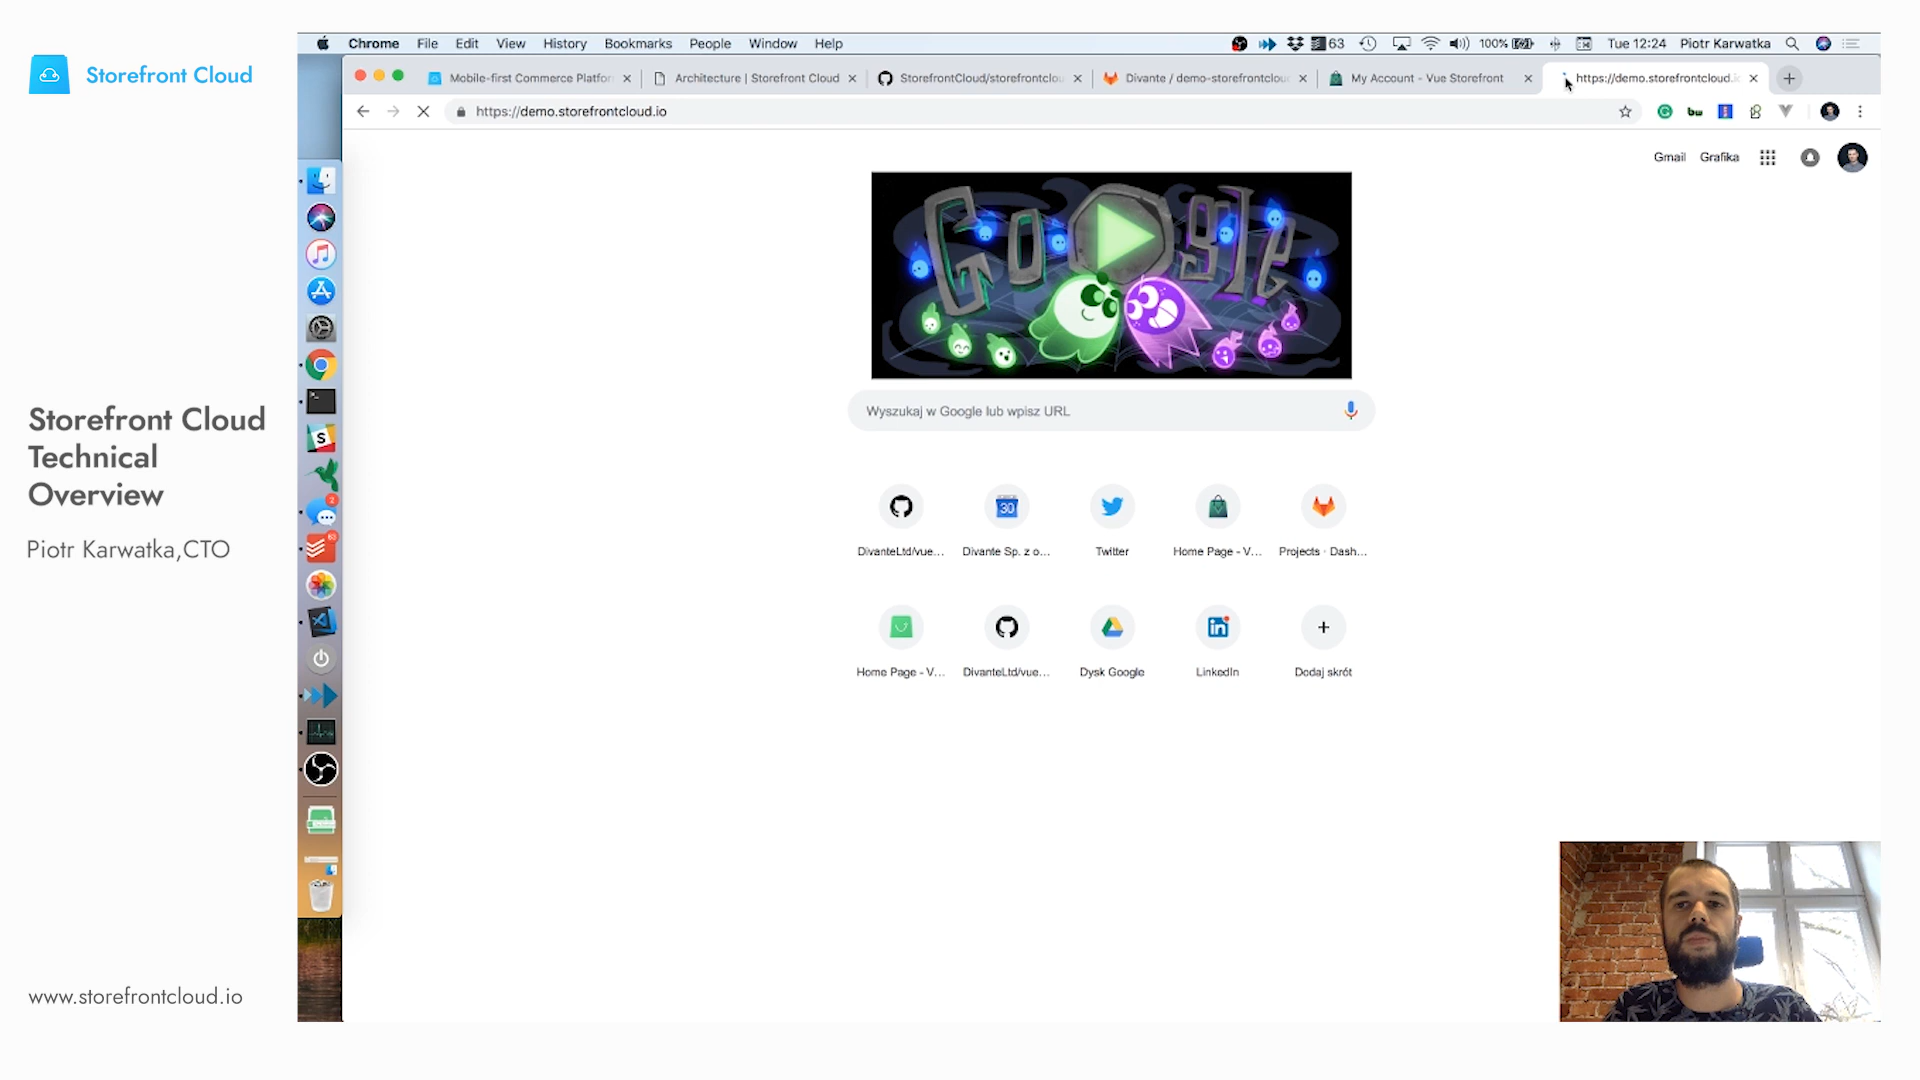 Storefront Cloud
Storefront Cloud
Technical
Overview
Piotr Karwatka,CTO
www.storefrontcloud.io
Chrome File Edit View History Bookmarks People Window Help
63 100% Tue 12:24 Piotr Karwatka
Mobile-first Commerce Platfor
Architecture | Storefront Cloud
StorefrontCloud/storefrontclou
Divante / demo-storefrontcloud
My Account - Vue Storefront
https://demo.storefrontcloud.io
https://demo.storefrontcloud.io
Gmail Grafika
Google
Wyszukaj w Google lub wpisz URL
30
DivanteLtd/vue... Divante Sp. z o... Twitter Home Page - V... Projects · Dash...
Home Page - V... DivanteLtd/vue... Dysk Google LinkedIn Dodaj skrót